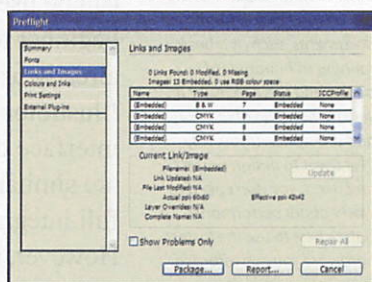 Preflight
Summary
Fonts
Links and Images
Colours and Inks
Print Settings
External Plug-ins
Links and Images
0 Links Found: 0 Modified, 0 Missing
Images: 13 Embedded, 0 use RGB colour space
Name Type Page Status ICCProfile
(Embedded) B & W 7 Embedded None
(Embedded) CMYK 8 Embedded None
(Embedded) CMYK 8 Embedded None
(Embedded) CMYK 8 Embedded None
Current Link/Image
Filename: (Embedded)
Link Updated: NA
File Last Modified: NA
Actual ppi: 60x60 Effective ppi: 42x42
Layer Overrides: N/A
Complete Name: NA
Update
Show Problems Only
Repair All
Package...
Report...
Cancel